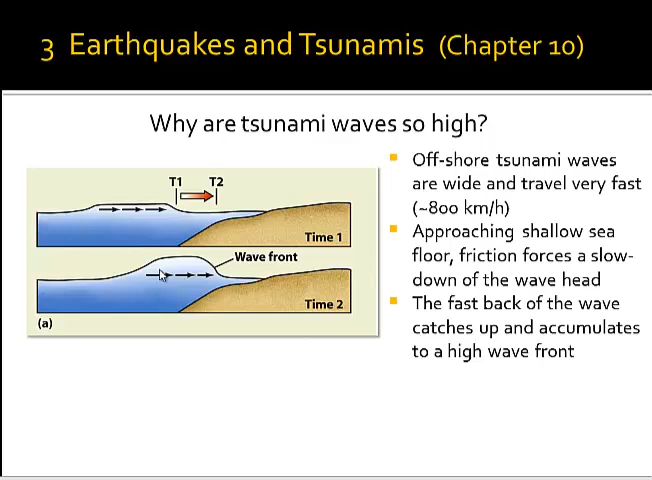 3 Earthquakes and Tsunamis (Chapter 10)
Why are tsunami waves so high?
T1 T2
Time 1
Wave front
Time 2
(a)
Off-shore tsunami waves
are wide and travel very fast
(~800 km/h)
Approaching shallow sea
floor, friction forces a slow-
down of the wave head
The fast back of the wave
catches up and accumulates
to a high wave front